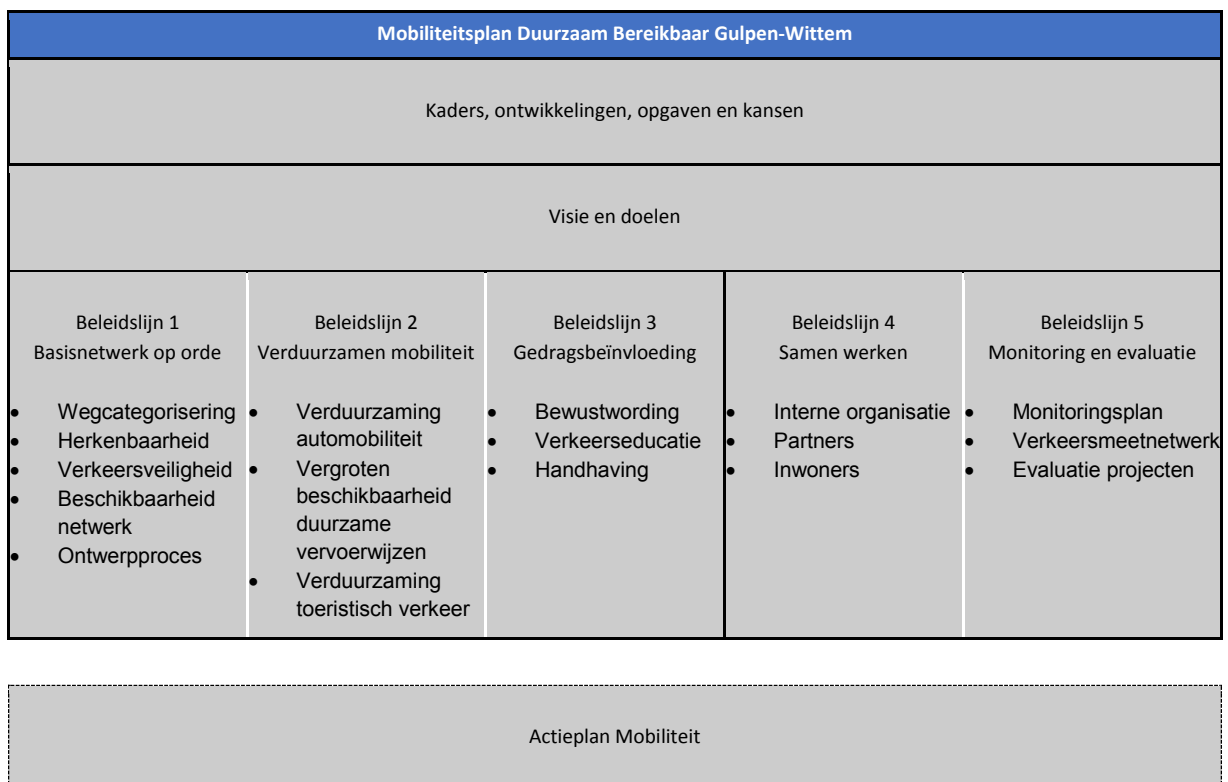 Mobiliteitsplan Duurzaam Bereikbaar Gulpen-Wittem
Kaders, ontwikkelingen, opgaven en kansen
Visie en doelen
Beleidslijn 1
Basisnetwerk op orde
• Wegcategorisering
• Herkenbaarheid
• Verkeersveiligheid
• Beschikbaarheid
netwerk
• Ontwerpproces
Beleidslijn 2
Verduurzamen mobiliteit
• Verduurzaming
automobiliteit
• Vergroten
beschikbaarheid
duurzame
vervoerwijzen
• Verduurzaming
toeristisch verkeer
Beleidslijn 3
Gedragsbeïnvloeding
• Bewustwording
• Verkeerseducatie
• Handhaving
Beleidslijn 4
Samen werken
• Interne organisatie
• Partners
• Inwoners
Beleidslijn 5
Monitoring en evaluatie
• Monitoringsplan
• Verkeersmeetnetwerk
• Evaluatie projecten
Actieplan Mobiliteit